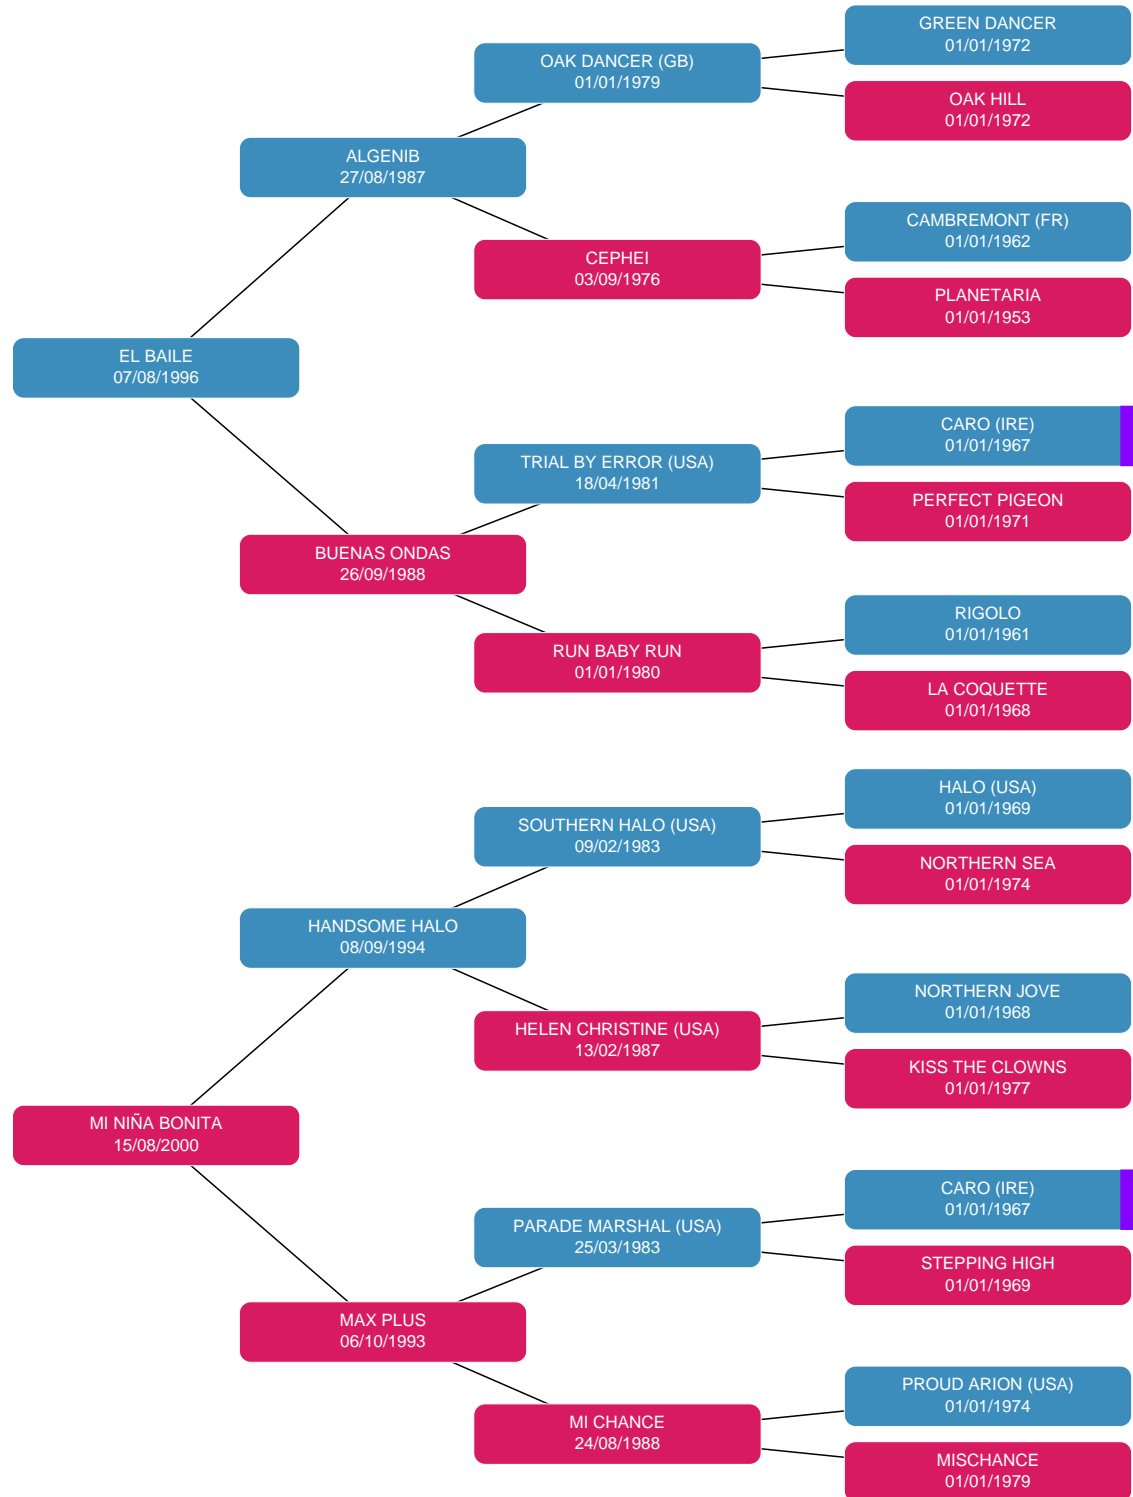 GREEN DANCER
01/01/1972
OAK DANCER (GB)
01/01/1979
OAK HILL
01/01/1972
ALGENIB
27/08/1987
CAMBREMONT (FR)
01/01/1962
CEPHEI
03/09/1976
PLANETARIA
01/01/1953
EL BAILE
07/08/1996
CARO (IRE)
01/01/1967
TRIAL BY ERROR (USA)
18/04/1981
PERFECT PIGEON
01/01/1971
BUENAS ONDAS
26/09/1988
RIGOLO
01/01/1961
RUN BABY RUN
01/01/1980
LA COQUETTE
01/01/1968
HALO (USA)
01/01/1969
SOUTHERN HALO (USA)
09/02/1983
NORTHERN SEA
01/01/1974
HANDSOME HALO
08/09/1994
NORTHERN JOVE
01/01/1968
HELEN CHRISTINE (USA)
13/02/1987
KISS THE CLOWNS
01/01/1977
MI NIÑA BONITA
15/08/2000
CARO (IRE)
01/01/1967
PARADE MARSHAL (USA)
25/03/1983
STEPPING HIGH
01/01/1969
MAX PLUS
06/10/1993
PROUD ARION (USA)
01/01/1974
MI CHANCE
24/08/1988
MISCHANCE
01/01/1979